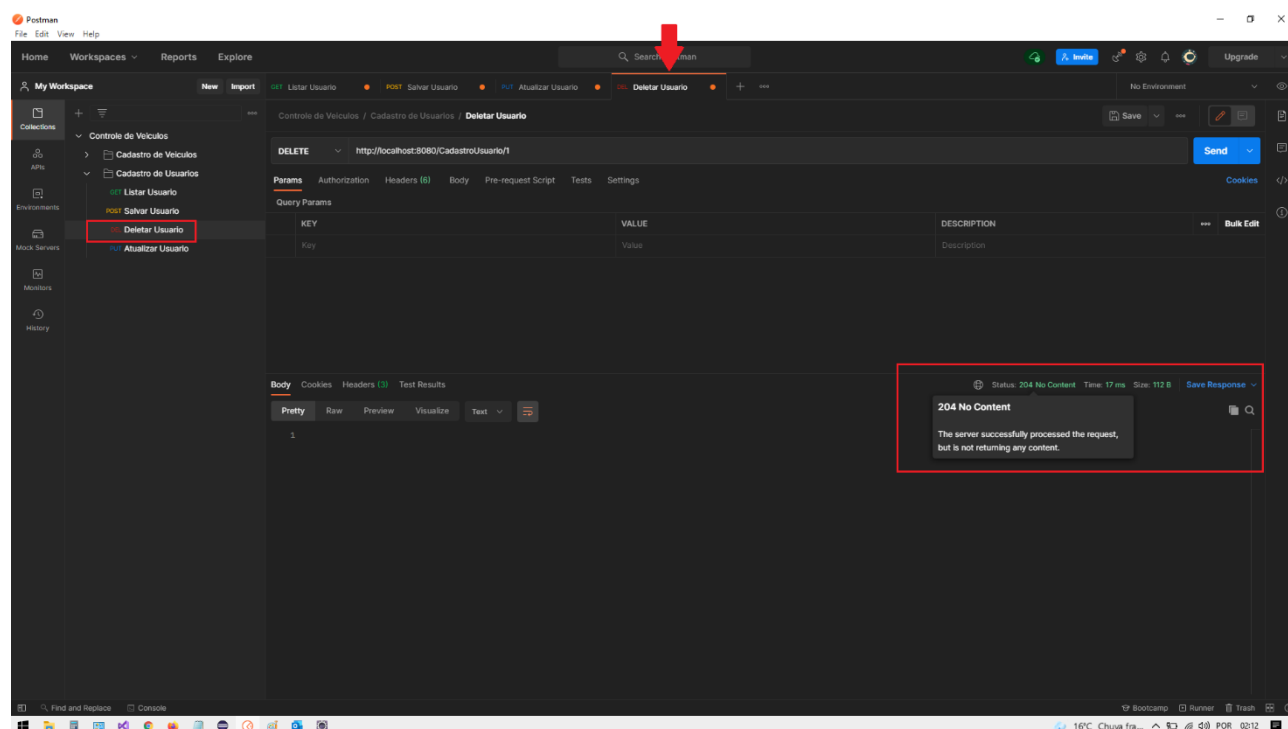 Postman
File Edit View Help
Home Workspaces Reports Explore
Search Postman
Invite
Upgrade
My Workspace New Import
GET Listar Usuario
POST Salvar Usuario
PUT Atualizar Usuario
DEL Deletar Usuario
No Environment
Collections
APIs
Environments
Mock Servers
Monitors
History
Controle de Veiculos
Cadastro de Veiculos
Cadastro de Usuarios
GET Listar Usuario
POST Salvar Usuario
DEL Deletar Usuario
PUT Atualizar Usuario
Controle de Veiculos / Cadastro de Usuarios / Deletar Usuario
Save
DELETE http://localhost:8080/CadastroUsuario/1
Send
Params Authorization Headers (6) Body Pre-request Script Tests Settings
Cookies
Query Params
KEY VALUE DESCRIPTION Bulk Edit
Key Value Description
Body Cookies Headers (3) Test Results
Status: 204 No Content Time: 17 ms Size: 112 B Save Response
Pretty Raw Preview Visualize Text
1
204 No Content
The server successfully processed the request,
but is not returning any content.
Find and Replace Console
Bootcamp Runner Trash
16°C Chuva fra... POR 02:12